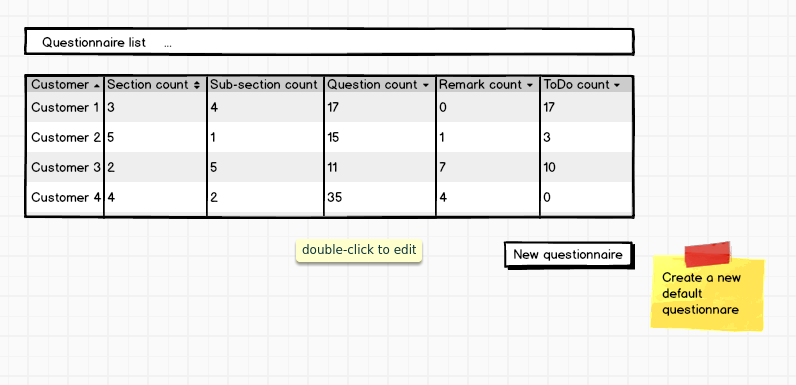 Questionnaire list ...
Customer Section count Sub-section count Question count Remark count ToDo count
Customer 1 3 4 17 0 17
Customer 2 5 1 15 1 3
Customer 3 2 5 11 7 10
Customer 4 4 2 35 4 0
double-click to edit
New questionnaire
Create a new
default
questionnare